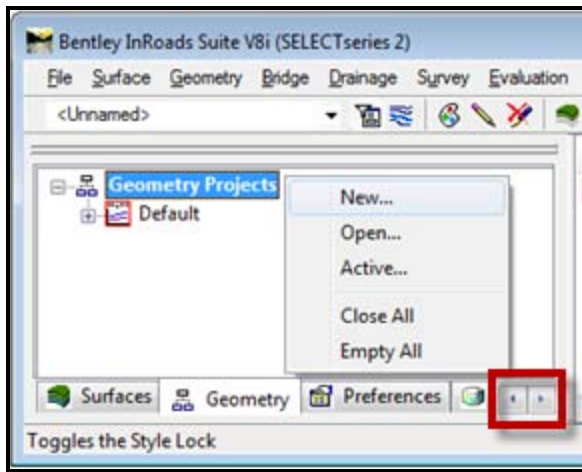 Bentley InRoads Suite V8i (SELECTseries 2)
File Surface Geometry Bridge Drainage Survey Evaluation
<Unnamed>
Geometry Projects
Default
New...
Open...
Active...
Close All
Empty All
Surfaces Geometry Preferences
Toggles the Style Lock